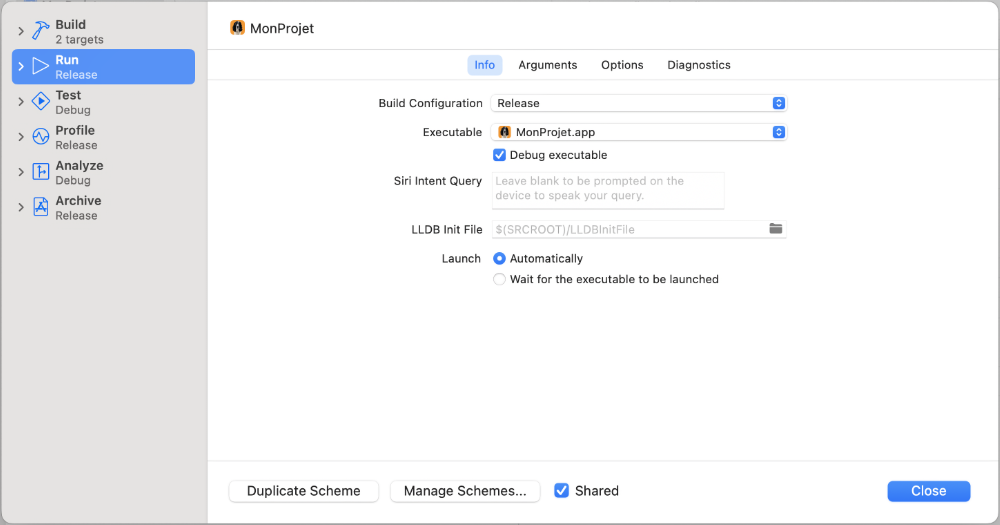 Build
2 targets
Run
Release
Test
Debug
Profile
Release
Analyze
Debug
Archive
Release
MonProjet
Info Arguments Options Diagnostics
Build Configuration Release
Executable MonProjet.app
Debug executable
Siri Intent Query Leave blank to be prompted on the
device to speak your query.
LLDB Init File $(SRCROOT)/LLDBInitFile
Launch Automatically
Wait for the executable to be launched
Duplicate Scheme Manage Schemes... Shared Close